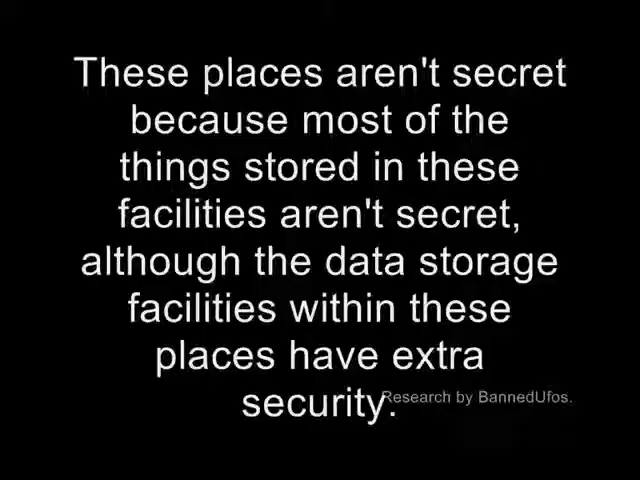 These places aren't secret
because most of the
things stored in these
facilities aren't secret,
although the data storage
facilities within these
places have extra
security.
Research by BannedUfos.